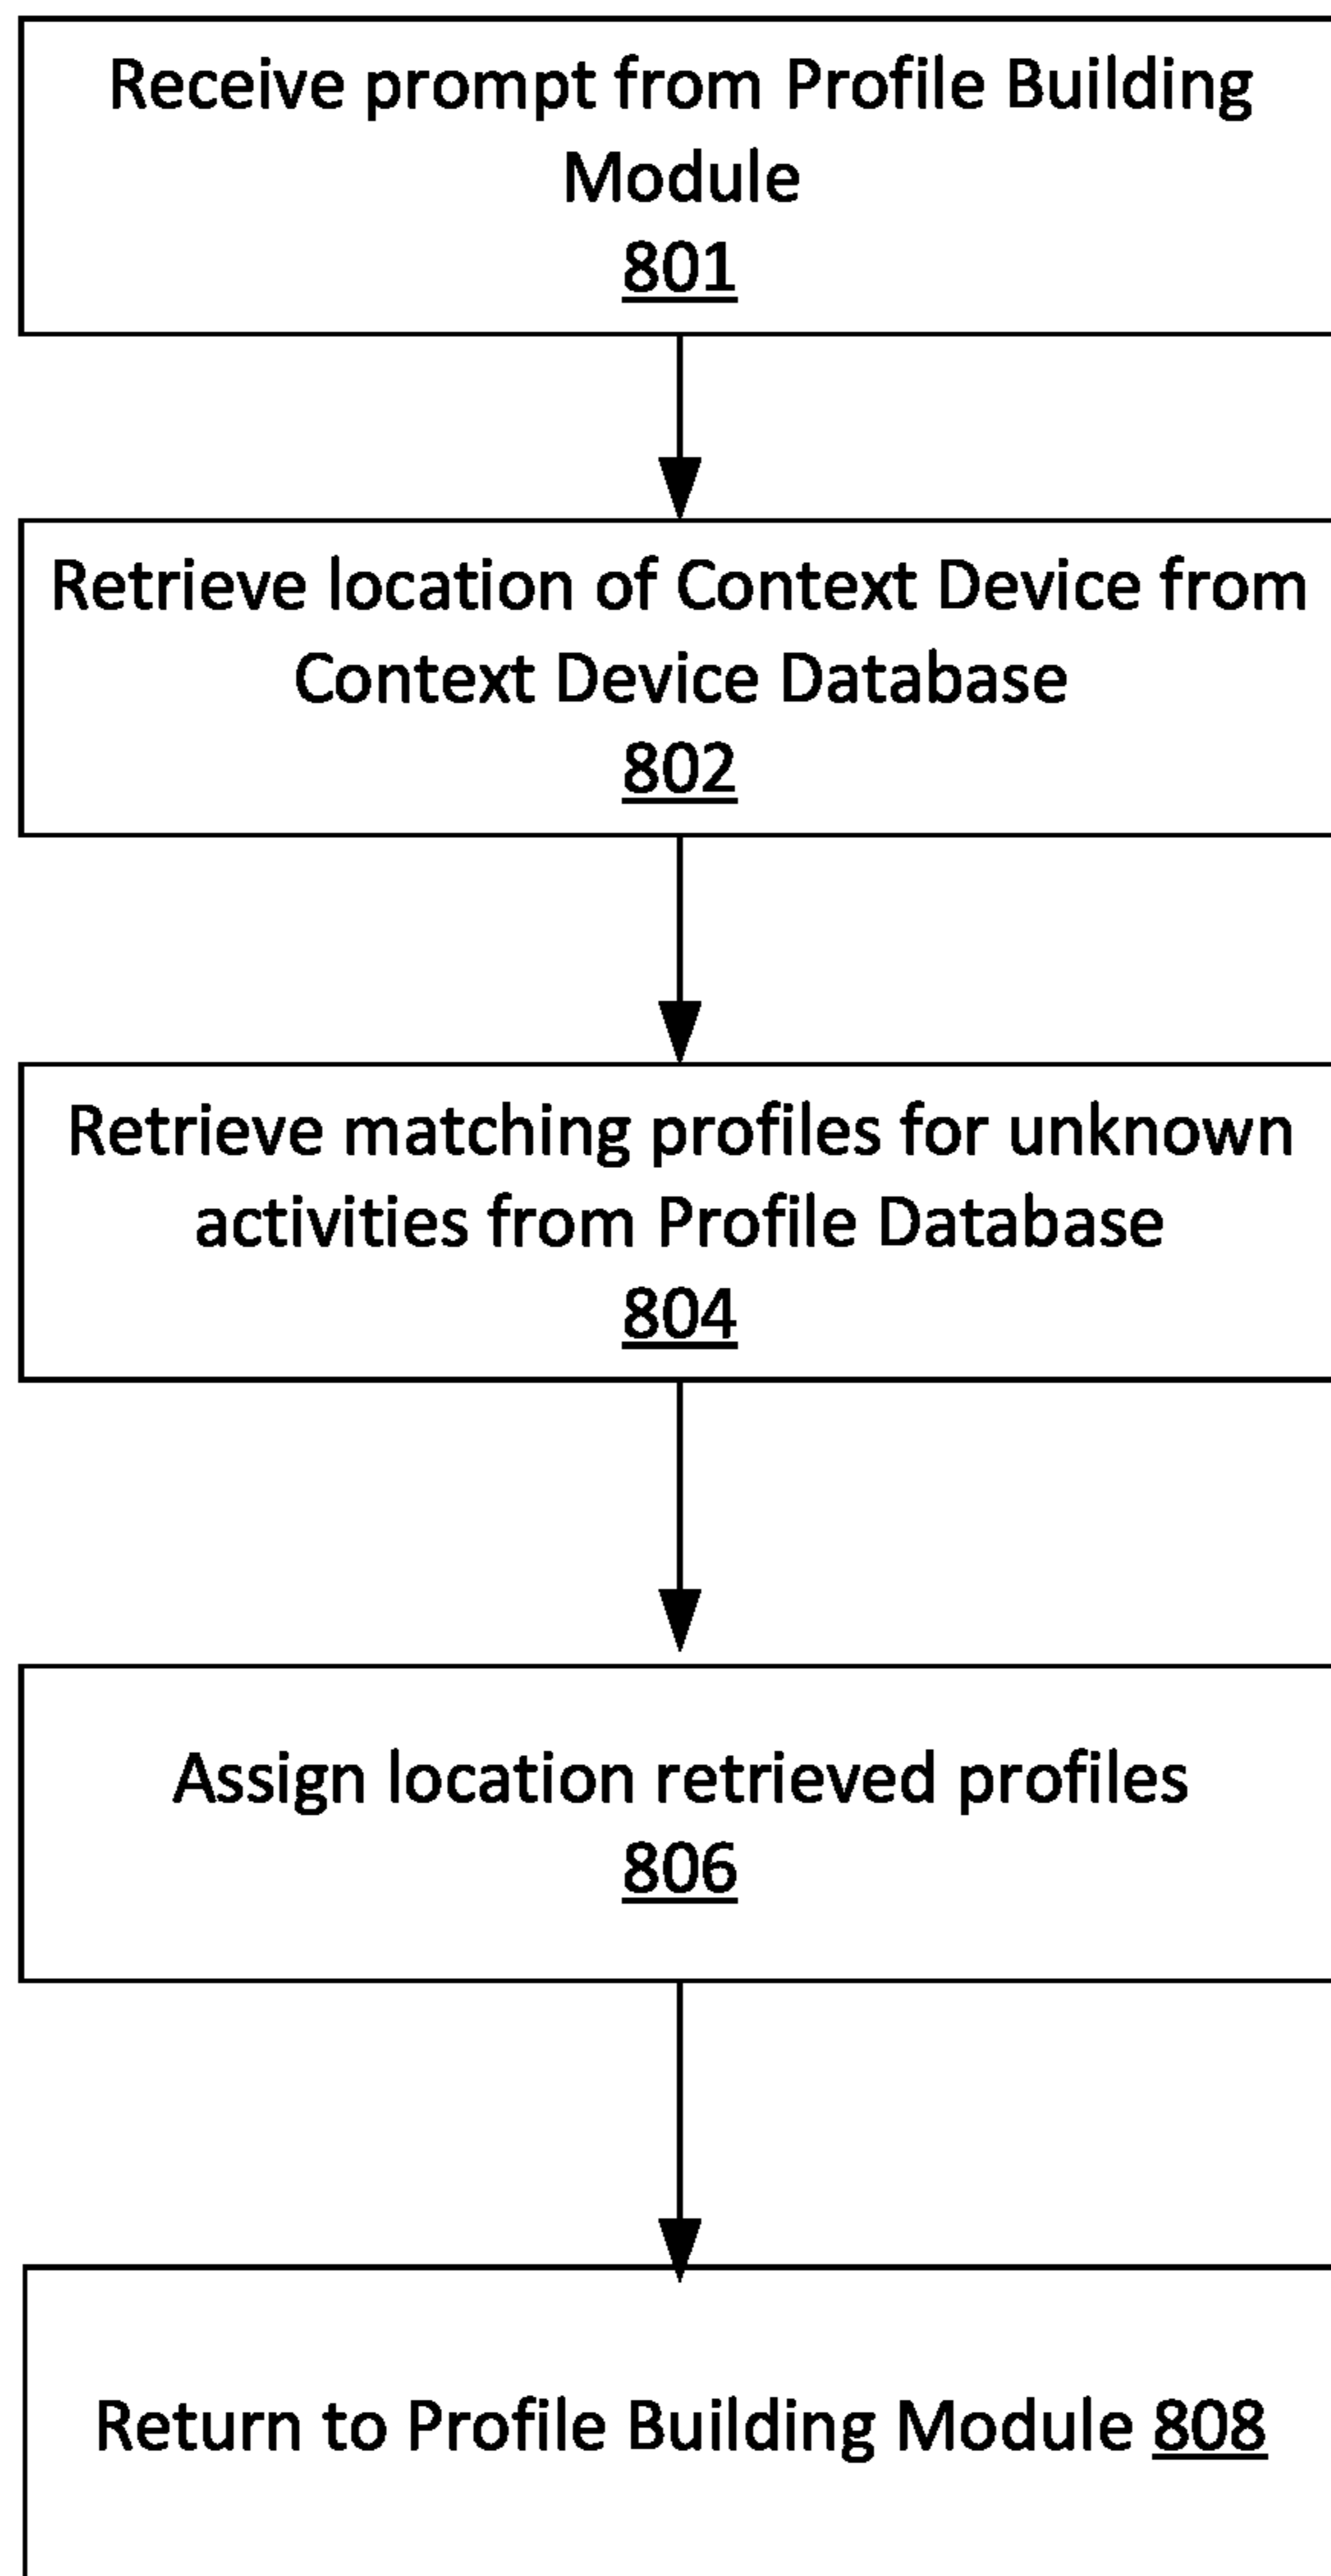 Receive prompt from Profile Building
Module
801
Retrieve location of Context Device from
Context Device Database
802
Retrieve matching profiles for unknown
activities from Profile Database
804
Assign location retrieved profiles
806
Return to Profile Building Module 808